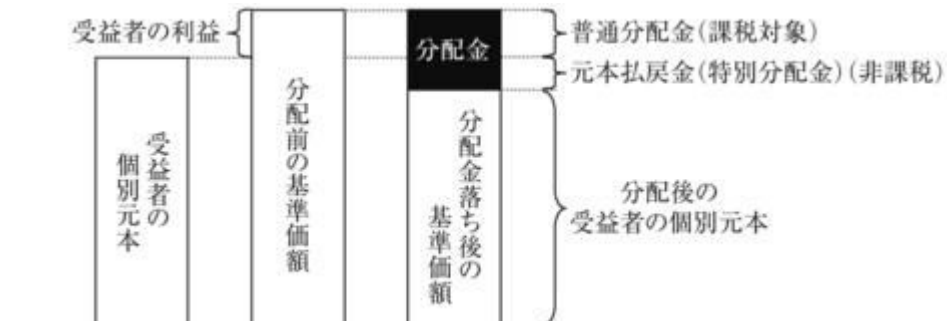 受益者の利益
受益者の
個別元本
分配前の基準価額
分配金
分配金落ち後の
基準価額
普通分配金(課税対象)
元本払戻金(特別分配金)(非課税)
分配後の
受益者の個別元本